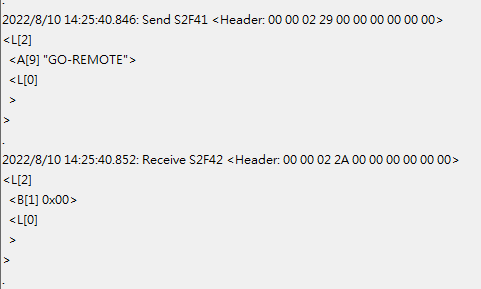 .
2022/8/10 14:25:40.846: Send S2F41 <Header: 00 00 02 29 00 00 00 00 00 00>
<L[2]
<A[9] "GO-REMOTE">
<L[0]
>
>
.
2022/8/10 14:25:40.852: Receive S2F42 <Header: 00 00 02 2A 00 00 00 00 00 00>
<L[2]
<B[1] 0x00>
<L[0]
>
>
.